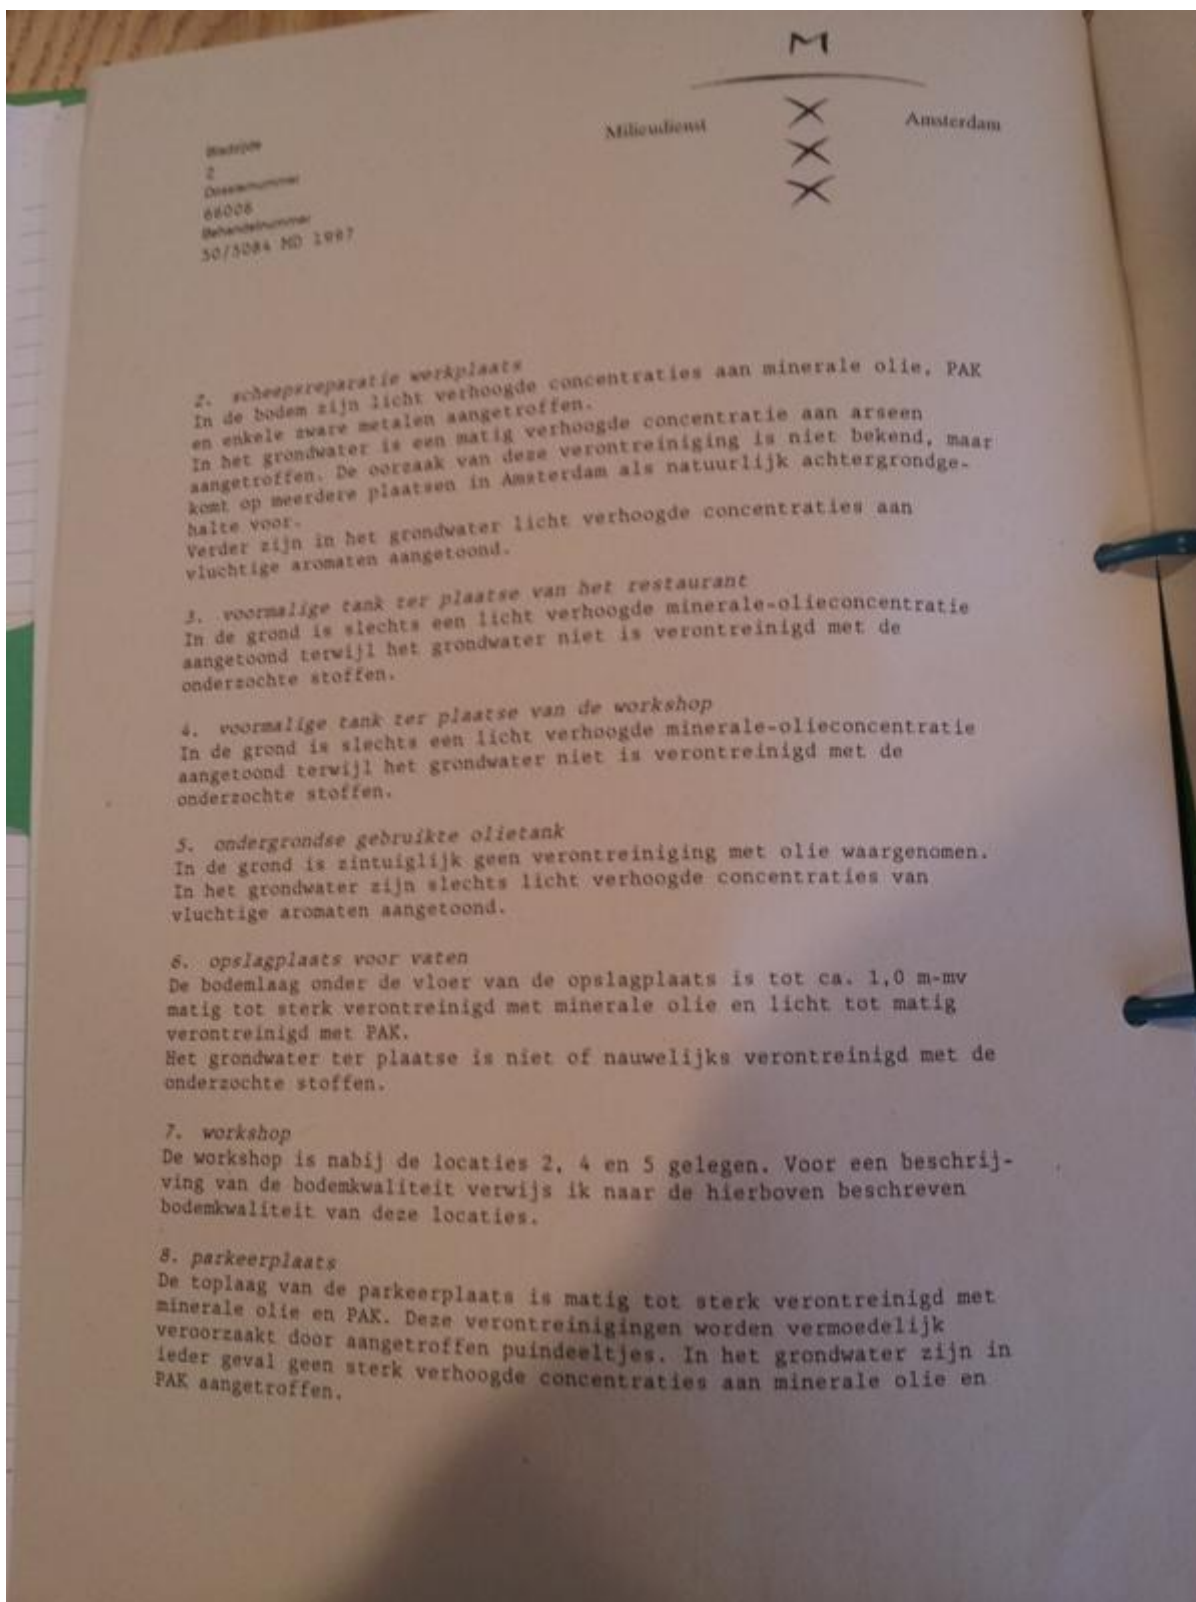 M
Milieudienst
Amsterdam
X
X
X
Bladzijde
2
Dossiernummer
Behandelnummer
50/5084 MD 1987
2. scheepsreparatie werkplaats
In de bodem zijn licht verhoogde concentraties aan minerale olie, PAK
en enkele zware metalen aangetroffen.
In het grondwater is een matig verhoogde concentratie aan arseen
aangetroffen. De oorzaak van deze verontreiniging is niet bekend, maar
komt op meerdere plaatsen in Amsterdam als natuurlijk achtergrondge-
halte voor.
Verder zijn in het grondwater licht verhoogde concentraties aan
vluchtige aromaten aangetoond.
3. voormalige tank ter plaatse van het restaurant
In de grond is slechts een licht verhoogde minerale-olieconcentratie
aangetoond terwijl het grondwater niet is verontreinigd met de
onderzochte stoffen.
4. voormalige tank ter plaatse van de workshop
In de grond is slechts een licht verhoogde minerale-olieconcentratie
aangetoond terwijl het grondwater niet is verontreinigd met de
onderzochte stoffen.
5. ondergrondse gebruikte olietank
In de grond is zintuiglijk geen verontreiniging met olie waargenomen.
In het grondwater zijn slechts licht verhoogde concentraties van
vluchtige aromaten aangetoond.
6. opslagplaats voor vaten
De bodemlaag onder de vloer van de opslagplaats is tot ca. 1,0 m-mv
matig tot sterk verontreinigd met minerale olie en licht tot matig
verontreinigd met PAK.
Het grondwater ter plaatse is niet of nauwelijks verontreinigd met de
onderzochte stoffen.
7. workshop
De workshop is nabij de locaties 2, 4 en 5 gelegen. Voor een beschrij-
ving van de bodemkwaliteit verwijs ik naar de hierboven beschreven
bodemkwaliteit van deze locaties.
8. parkeerplaats
De toplaag van de parkeerplaats is matig tot sterk verontreinigd met
minerale olie en PAK. Deze verontreinigingen worden vermoedelijk
veroorzaakt door aangetroffen puindeeltjes. In het grondwater zijn in
ieder geval geen sterk verhoogde concentraties aan minerale olie en
PAK aangetroffen.